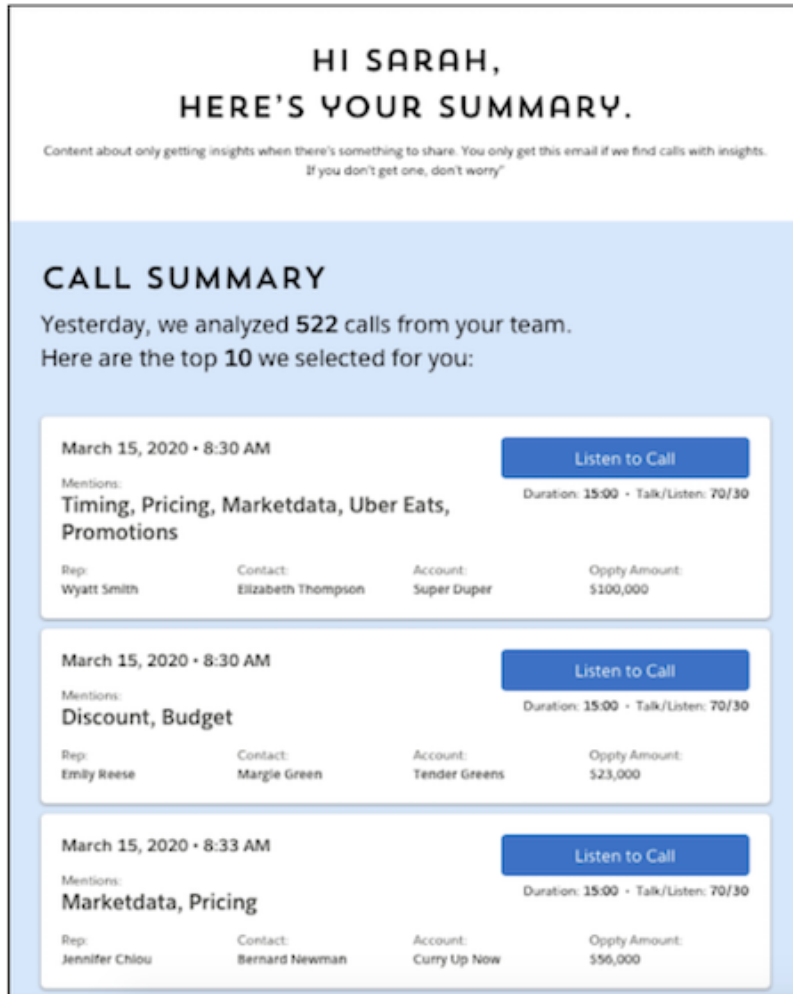 HI SARAH,
HERE'S YOUR SUMMARY.
Content about only getting insights when there's something to share. You only get this email if we find calls with insights.
If you don't get one, don't worry"
CALL SUMMARY
Yesterday, we analyzed 522 calls from your team.
Here are the top 10 we selected for you:
March 15, 2020 • 8:30 AM
Listen to Call
Mentions:
Duration: 15:00 • Talk/Listen: 70/30
Timing, Pricing, Marketdata, Uber Eats,
Promotions
Rep: Contact: Account: Oppty Amount:
Wyatt Smith Elizabeth Thompson Super Duper $100,000
March 15, 2020 • 8:30 AM
Listen to Call
Mentions:
Duration: 15:00 • Talk/Listen: 70/30
Discount, Budget
Rep: Contact: Account: Oppty Amount:
Emily Reese Margie Green Tender Greens $23,000
March 15, 2020 • 8:33 AM
Listen to Call
Mentions:
Duration: 15:00 • Talk/Listen: 70/30
Marketdata, Pricing
Rep: Contact: Account: Oppty Amount:
Jennifer Chiou Bernard Newman Curry Up Now $56,000